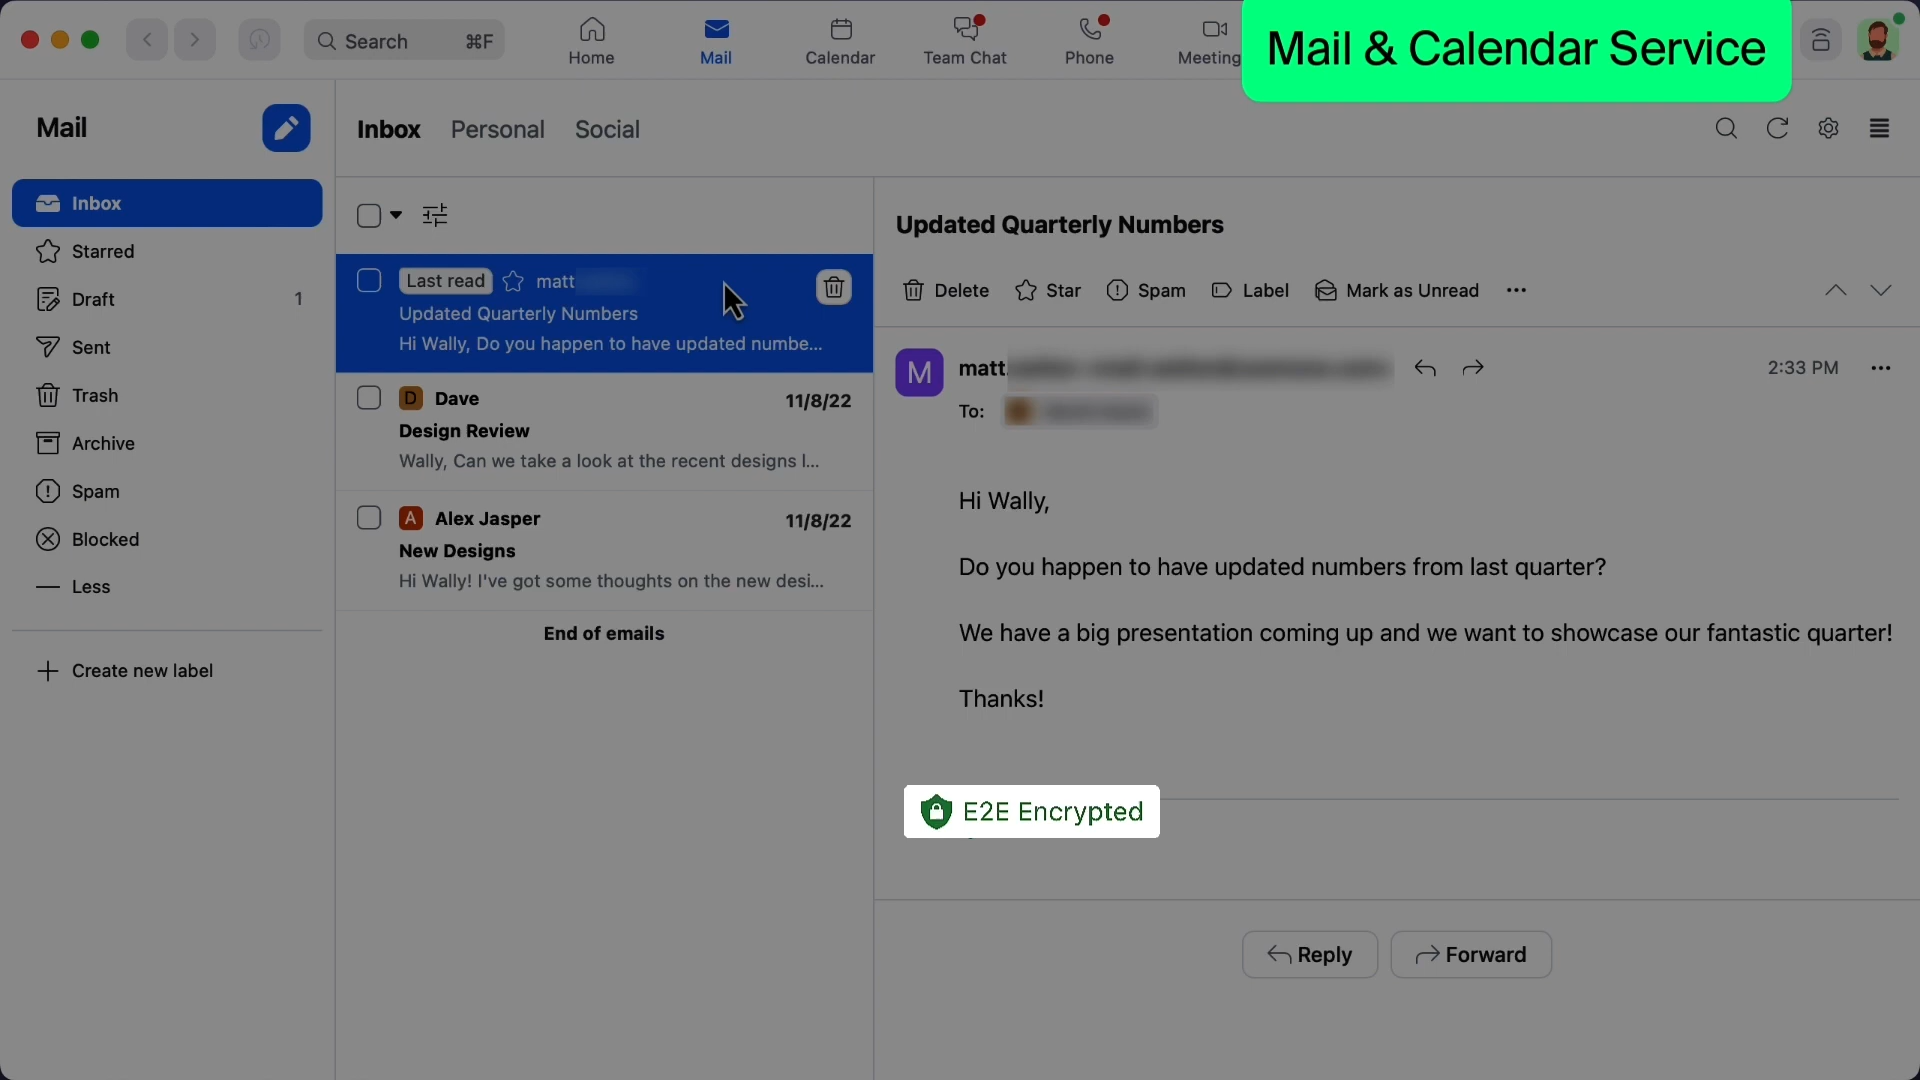 Search
⌘F
Home
Mail
Calendar
Team Chat
Phone
Meeting
Mail & Calendar Service
Mail
Inbox
Starred
Draft
1
Sent
Trash
Archive
Spam
Blocked
Less
Create new label
Inbox
Personal
Social
Last read
matt
Updated Quarterly Numbers
Hi Wally, Do you happen to have updated numbe...
D
Dave
11/8/22
Design Review
Wally, Can we take a look at the recent designs I...
A
Alex Jasper
11/8/22
New Designs
Hi Wally! I've got some thoughts on the new desi...
End of emails
Updated Quarterly Numbers
Delete
Star
Spam
Label
Mark as Unread
M
matt.
2:33 PM
To:
Hi Wally,
Do you happen to have updated numbers from last quarter?
We have a big presentation coming up and we want to showcase our fantastic quarter!
Thanks!
E2E Encrypted
Reply
Forward